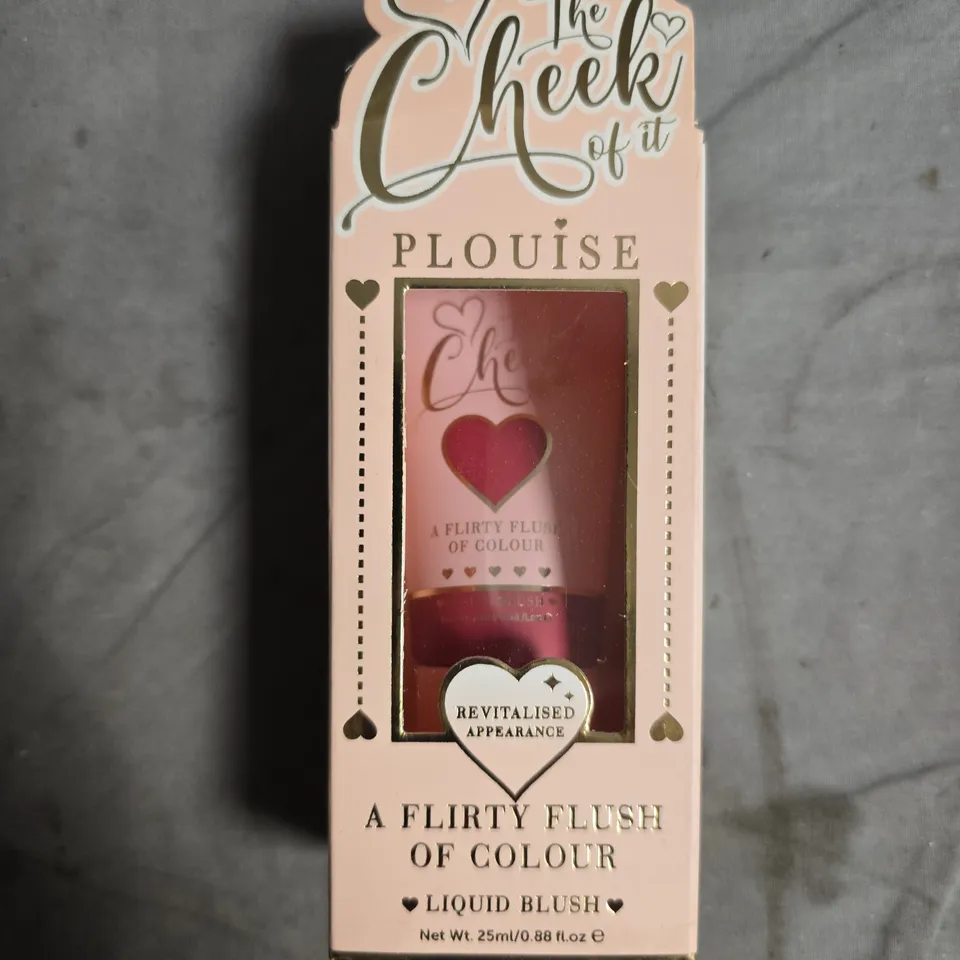 The
Cheek
of it
PLOUiSE
Che
A FLIRTY FLUSH
OF COLOUR
REVITALISED
APPEARANCE
A FLIRTY FLUSH
OF COLOUR
LIQUID BLUSH
Net Wt. 25ml/0.88 fl.oz ℮